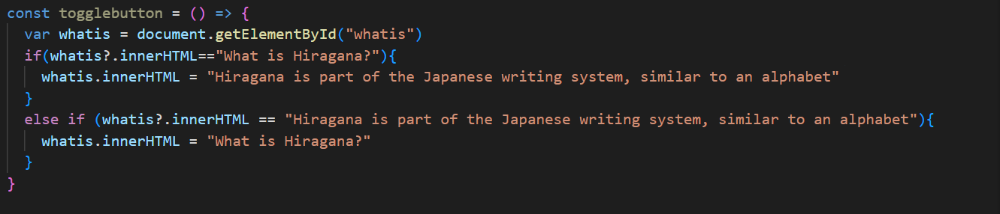 const togglebutton = () => {
  var whatis = document.getElementById("whatis")
  if(whatis?.innerHTML=="What is Hiragana?"){
    whatis.innerHTML = "Hiragana is part of the Japanese writing system, similar to an alphabet"
  }
  else if (whatis?.innerHTML == "Hiragana is part of the Japanese writing system, similar to an alphabet"){
    whatis.innerHTML = "What is Hiragana?"
  }
}